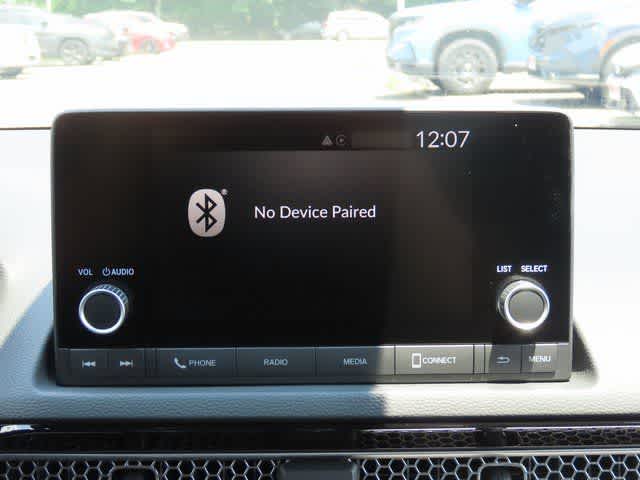 12:07
® No Device Paired
VOL AUDIO
LIST SELECT
PHONE RADIO MEDIA CONNECT MENU